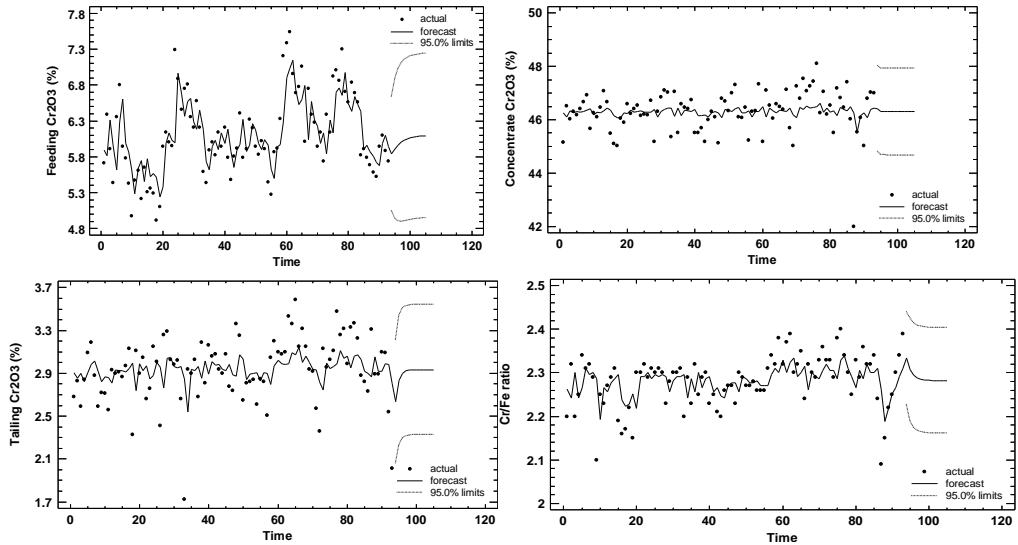 7.8
7.3
6.8
6.3
5.8
5.3
4.8
Feeding Cr2O3 (%)
0 20 40 60 80 100 120
Time
actual
forecast
95.0% limits
50
48
46
44
42
Concentrate Cr2O3 (%)
0 20 40 60 80 100 120
Time
actual
forecast
95.0% limits
3.7
3.3
2.9
2.5
2.1
1.7
Tailing Cr2O3 (%)
0 20 40 60 80 100 120
Time
actual
forecast
95.0% limits
2.5
2.4
2.3
2.2
2.1
2
Cr/Fe ratio
0 20 40 60 80 100 120
Time
actual
forecast
95.0% limits